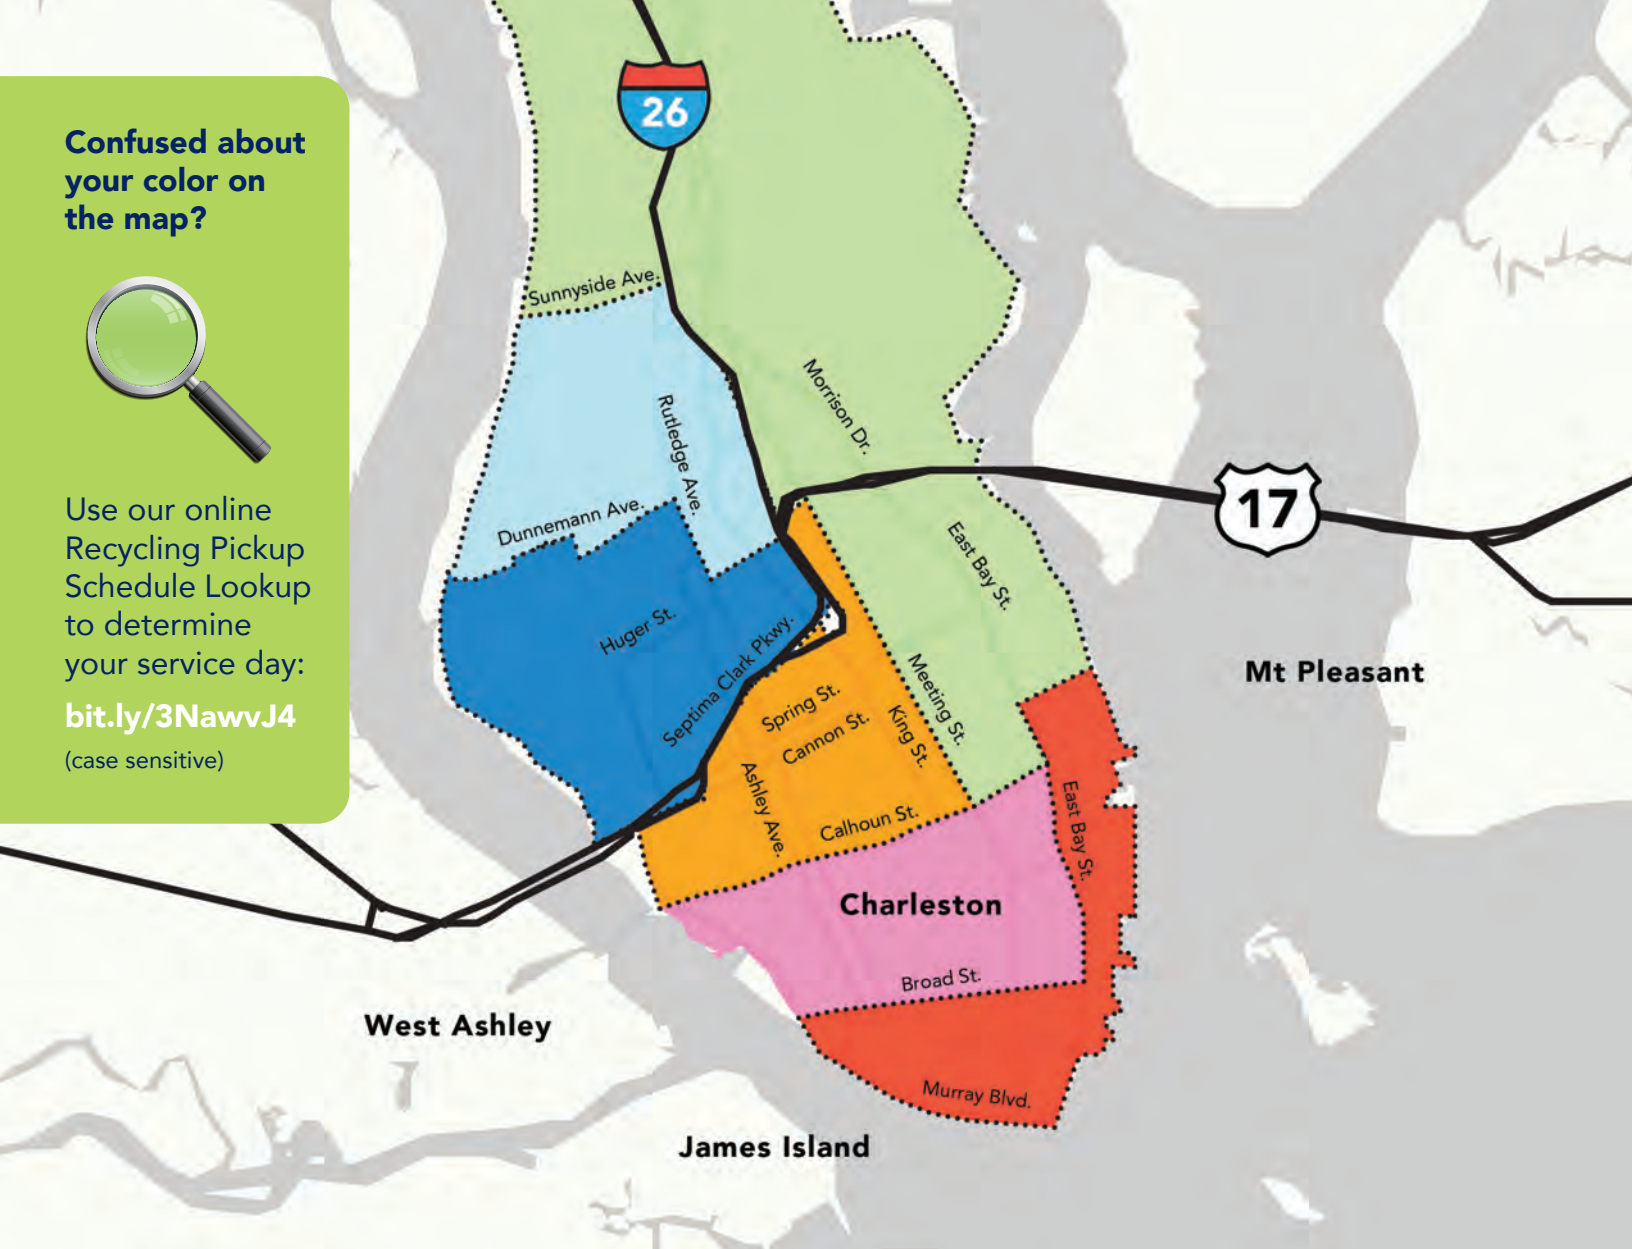 Confused about
your color on
the map?
Use our online
Recycling Pickup
Schedule Lookup
to determine
your service day:
bit.ly/3NawvJ4
(case sensitive)
26
Sunnyside Ave.
Morrison Dr.
Rutledge Ave.
Dunnemann Ave.
17
East Bay St.
Huger St.
Septima Clark Pkwy.
Mt Pleasant
Meeting St.
Spring St.
Cannon St.
King St.
Ashley Ave.
Calhoun St.
East Bay St.
Charleston
Broad St.
West Ashley
Murray Blvd.
James Island